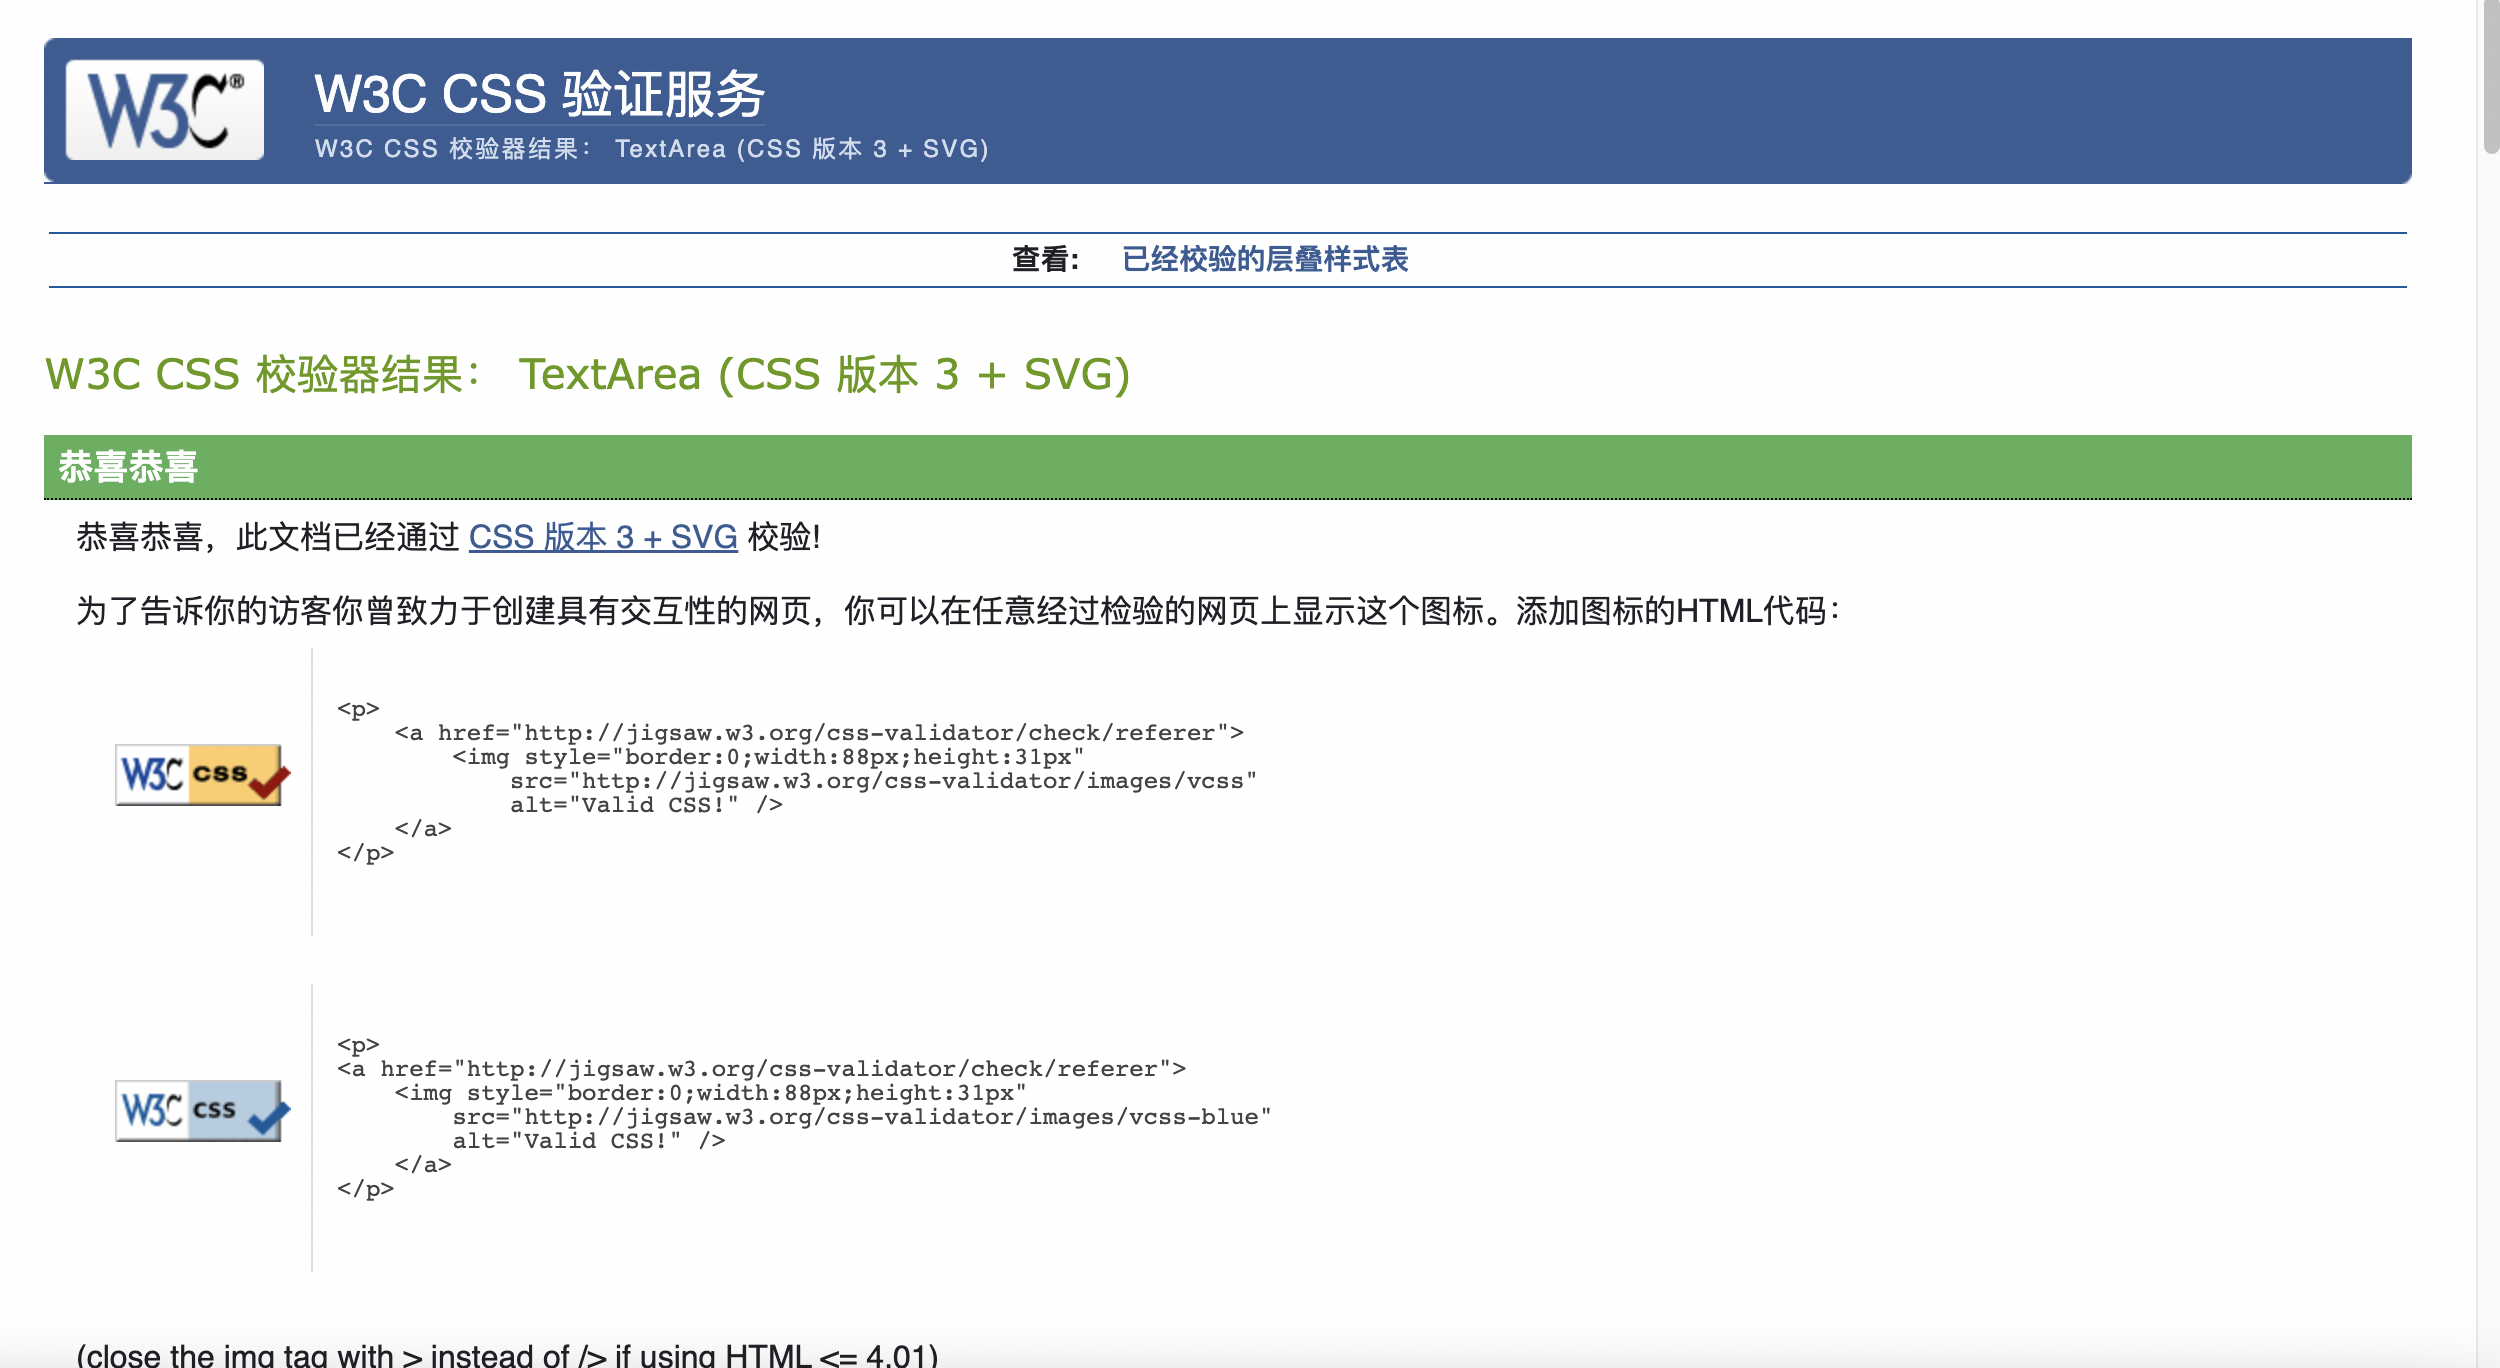 W3C®
W3C CSS 验证服务
W3C CSS 校验器结果： TextArea (CSS 版本 3 + SVG)
查看: 已经校验的层叠样式表
W3C CSS 校验器结果： TextArea (CSS 版本 3 + SVG)
恭喜恭喜
恭喜恭喜，此文档已经通过 CSS 版本 3 + SVG 校验!
为了告诉你的访客你曾致力于创建具有交互性的网页，你可以在任意经过检验的网页上显示这个图标。添加图标的HTML代码：
W3C css
<p>
<a href="http://jigsaw.w3.org/css-validator/check/referer">
<img style="border:0;width:88px;height:31px"
src="http://jigsaw.w3.org/css-validator/images/vcss"
alt="Valid CSS!" />
</a>
</p>
W3C css
<p>
<a href="http://jigsaw.w3.org/css-validator/check/referer">
<img style="border:0;width:88px;height:31px"
src="http://jigsaw.w3.org/css-validator/images/vcss-blue"
alt="Valid CSS!" />
</a>
</p>
(close the img tag with > instead of /> if using HTML <= 4.01)